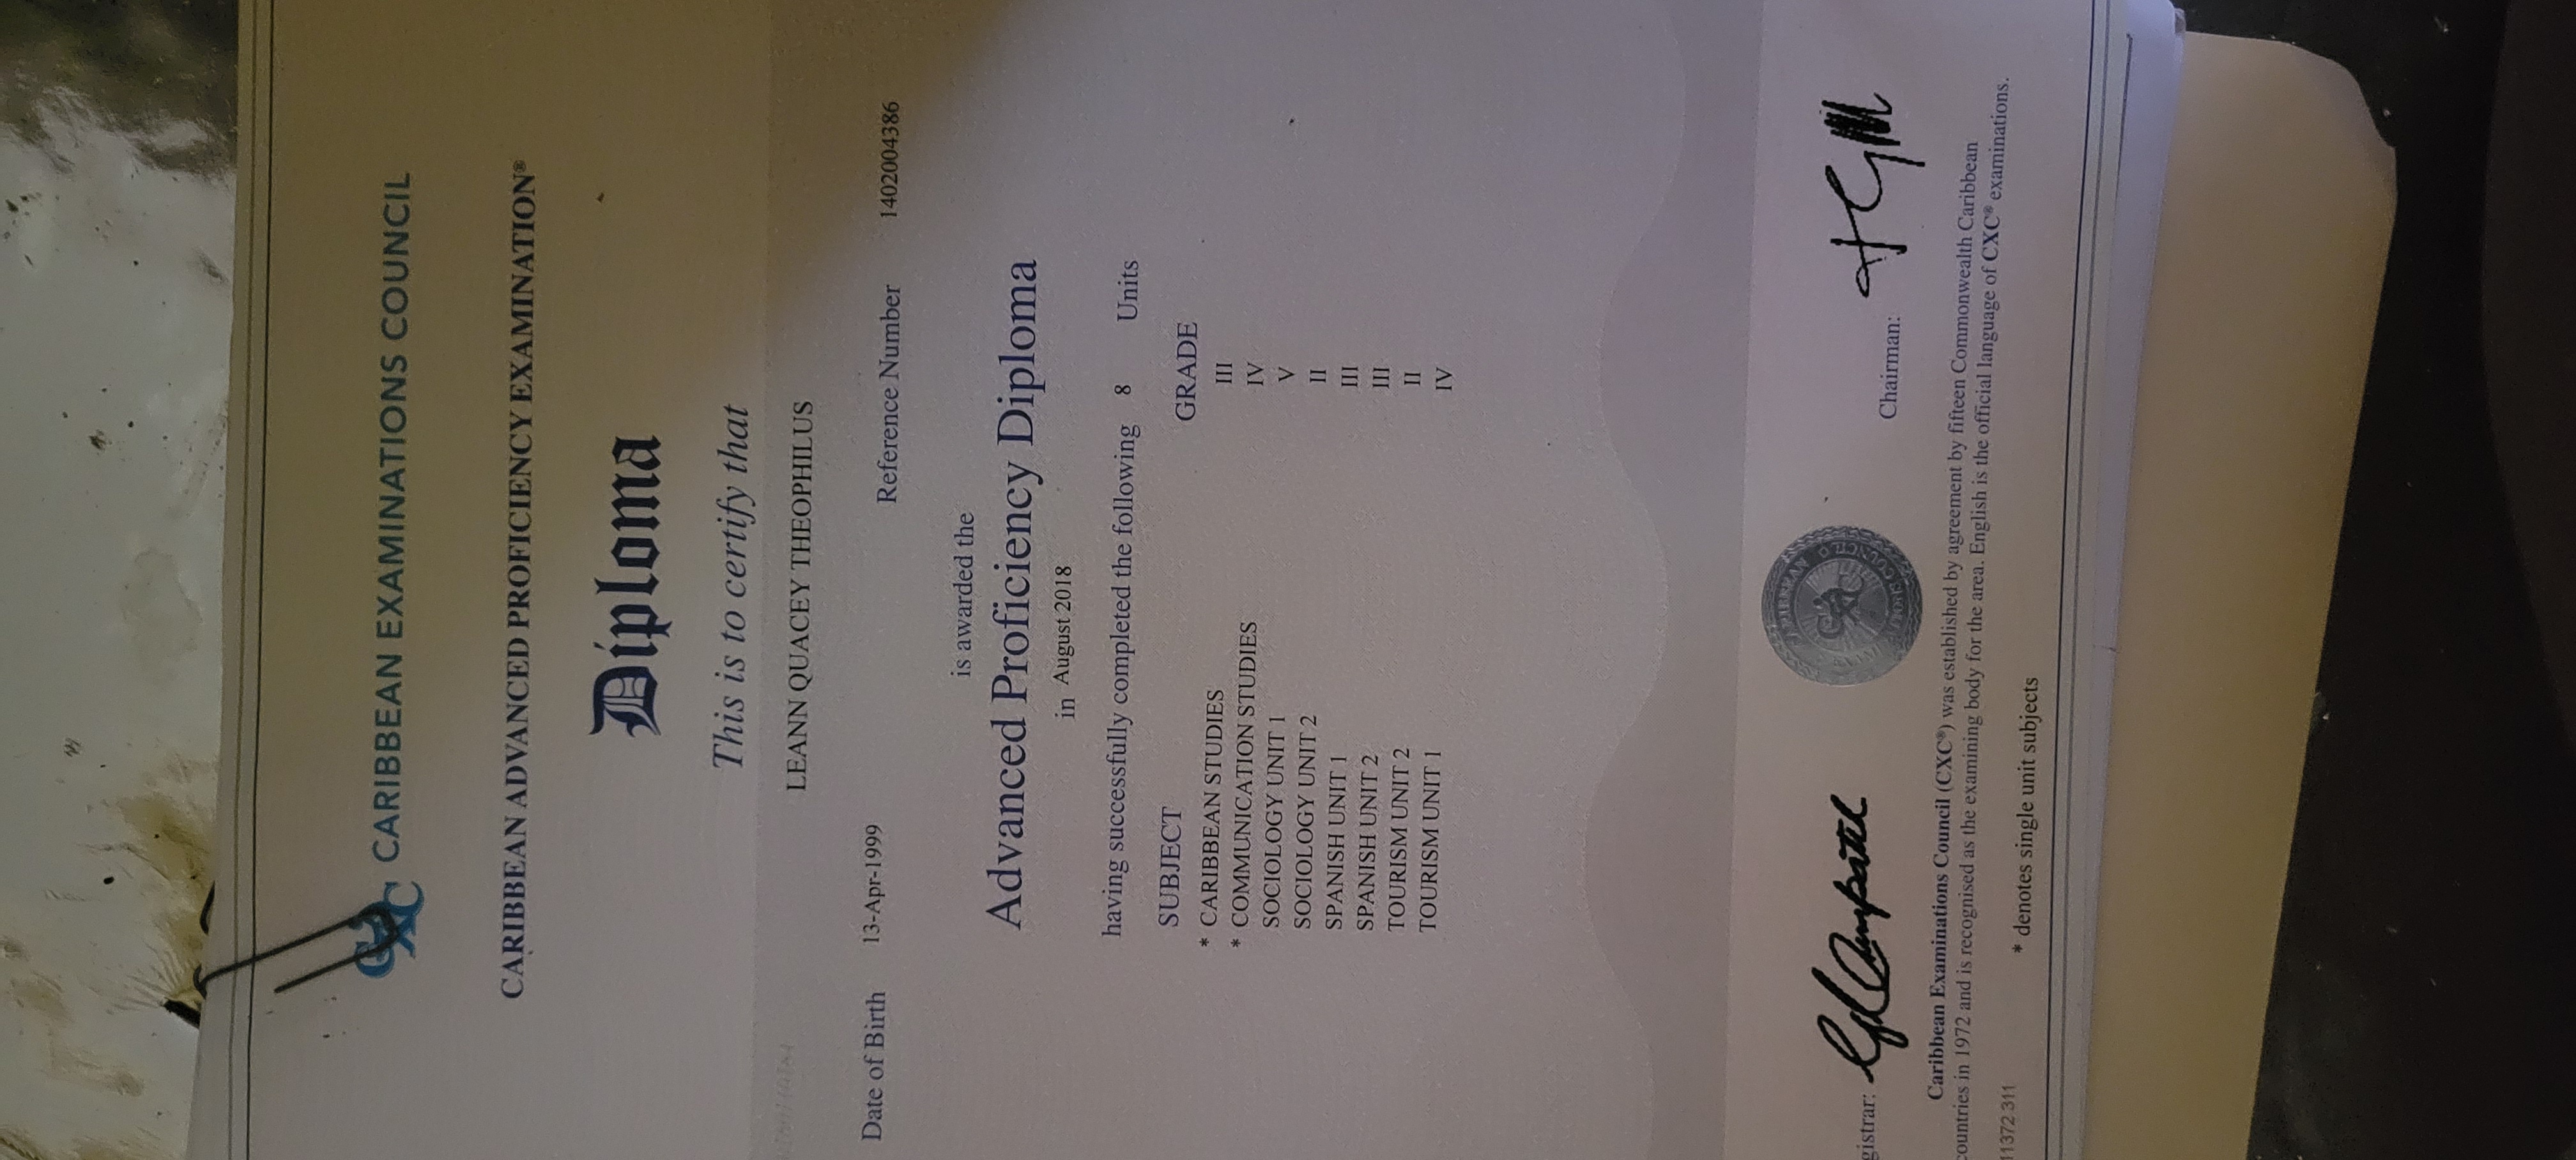 CXC CARIBBEAN EXAMINATIONS COUNCIL
CARIBBEAN ADVANCED PROFICIENCY EXAMINATION®
Diploma
This is to certify that
LEANN QUACEY THEOPHILUS
Date of Birth 13-Apr-1999 Reference Number 1402004386
is awarded the
Advanced Proficiency Diploma
in August 2018
having successfully completed the following 8 Units
SUBJECT GRADE
* CARIBBEAN STUDIES III
* COMMUNICATION STUDIES IV
SOCIOLOGY UNIT 1 V
SOCIOLOGY UNIT 2 II
SPANISH UNIT 1 III
SPANISH UNIT 2 III
TOURISM UNIT 2 II
TOURISM UNIT 1 IV
gistrar: Chairman:
Caribbean Examinations Council (CXC®) was established by agreement by fifteen Commonwealth Caribbean
countries in 1972 and is recognised as the examining body for the area. English is the official language of CXC® examinations.
11372311 * denotes single unit subjects